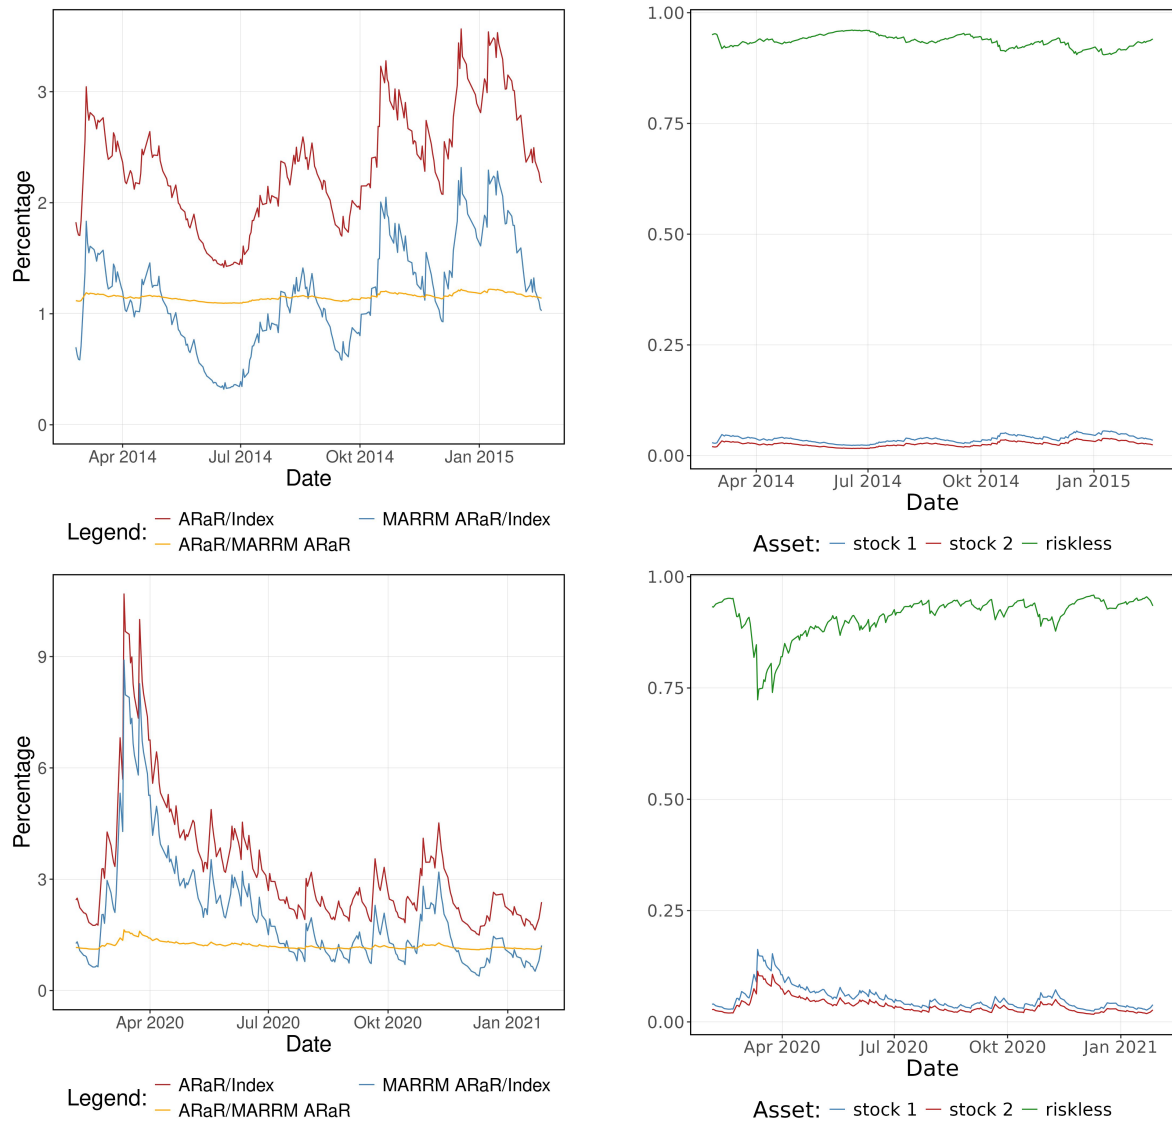 Percentage
3
2
1
0
Apr 2014 Jul 2014 Okt 2014 Jan 2015
Date
Legend: ARaR/Index MARRM ARaR/Index
ARaR/MARRM ARaR
1.00
0.75
0.50
0.25
0.00
Apr 2014 Jul 2014 Okt 2014 Jan 2015
Date
Asset: stock 1 stock 2 riskless
Percentage
9
6
3
0
Apr 2020 Jul 2020 Okt 2020 Jan 2021
Date
Legend: ARaR/Index MARRM ARaR/Index
ARaR/MARRM ARaR
1.00
0.75
0.50
0.25
0.00
Apr 2020 Jul 2020 Okt 2020 Jan 2021
Date
Asset: stock 1 stock 2 riskless